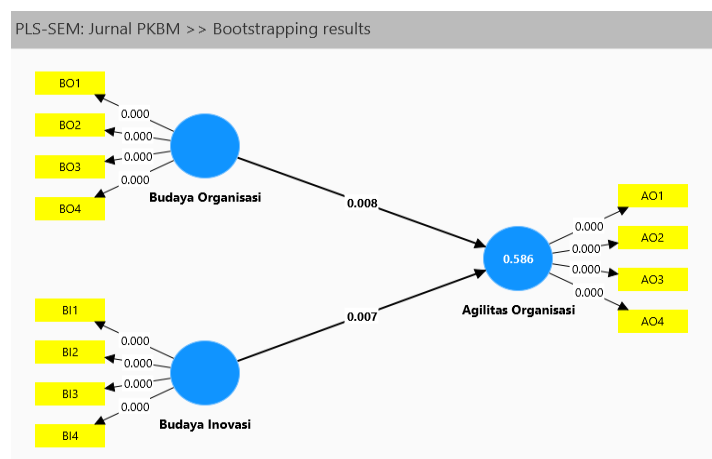 PLS-SEM: Jurnal PKBM >> Bootstrapping results
BO1
0.000
BO2
0.000
BO3
0.000
BO4
0.000
Budaya Organisasi
0.008
BI1
0.000
BI2
0.000
BI3
0.000
BI4
0.000
Budaya Inovasi
0.007
0.586
Agilitas Organisasi
AO1
0.000
AO2
0.000
AO3
0.000
AO4
0.000